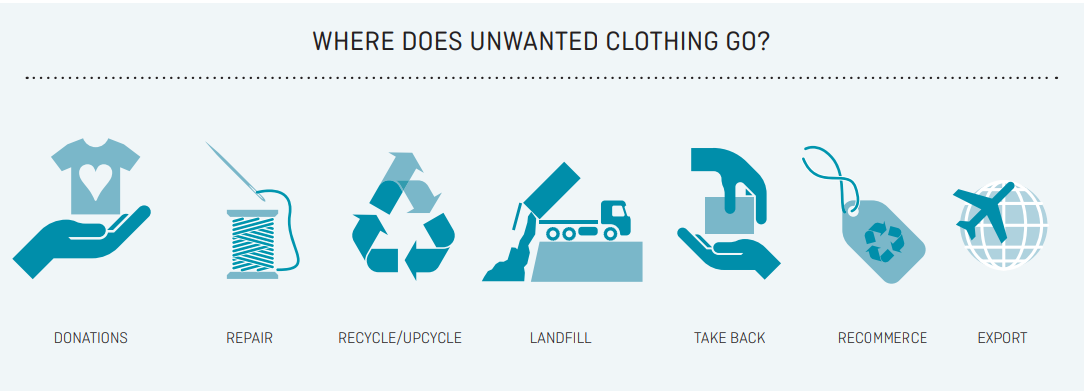 WHERE DOES UNWANTED CLOTHING GO?
DONATIONS REPAIR RECYCLE/UPCYCLE LANDFILL TAKE BACK RECOMMERCE EXPORT